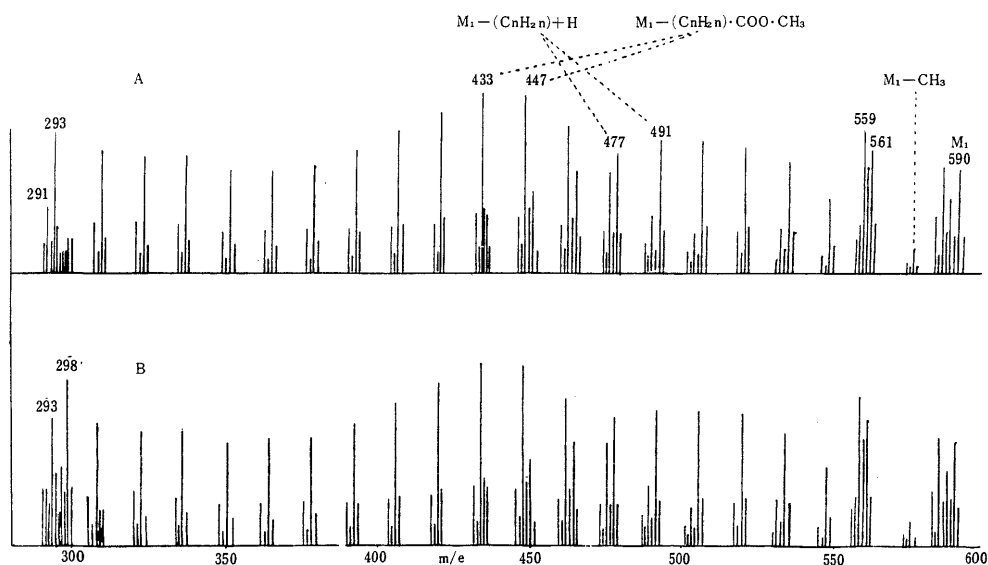 M₁−(CnH₂n)+H M₁−(CnH₂n)·COO·CH₃
A 433 447 M₁−CH₃
293 559
491 561 M₁
477 590
291
B
298
293
300 350 400 m/e 450 500 550 600